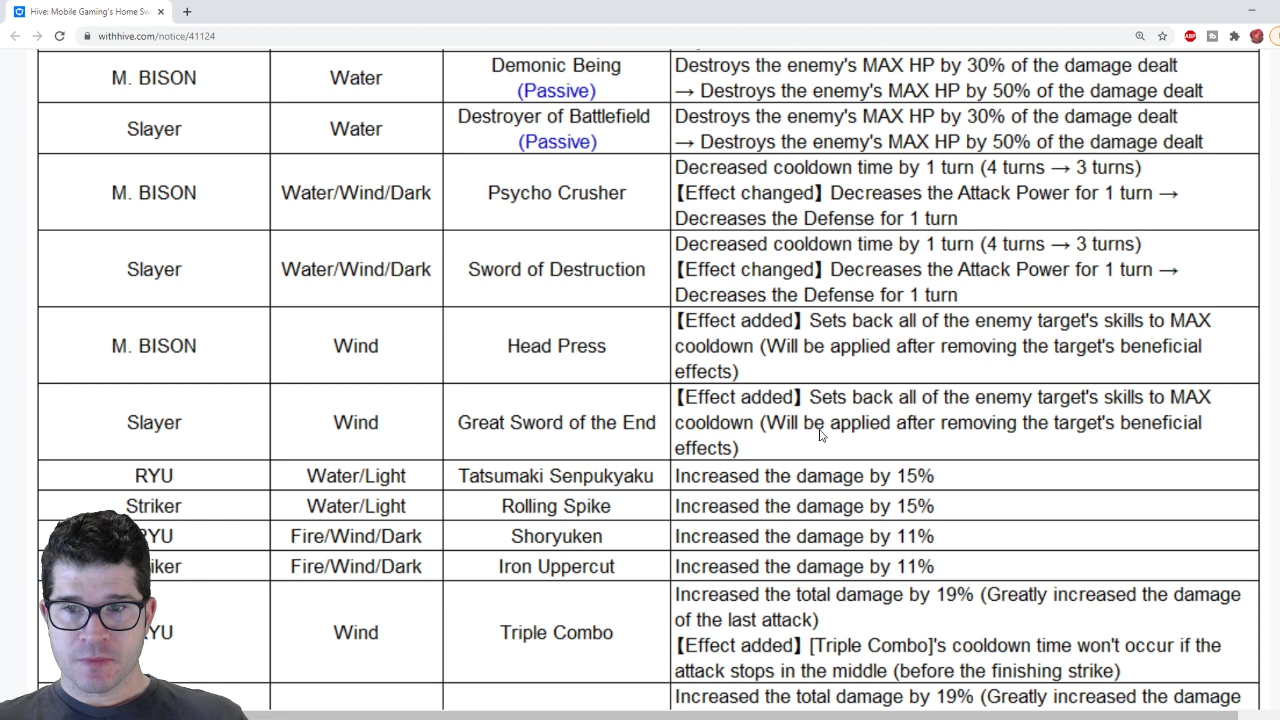 Hive: Mobile Gaming's Home Sw
withhive.com/notice/41124
M. BISON Water Demonic Being (Passive) Destroys the enemy's MAX HP by 30% of the damage dealt
→ Destroys the enemy's MAX HP by 50% of the damage dealt
Slayer Water Destroyer of Battlefield (Passive) Destroys the enemy's MAX HP by 30% of the damage dealt
→ Destroys the enemy's MAX HP by 50% of the damage dealt
M. BISON Water/Wind/Dark Psycho Crusher Decreased cooldown time by 1 turn (4 turns → 3 turns)
【Effect changed】 Decreases the Attack Power for 1 turn →
Decreases the Defense for 1 turn
Slayer Water/Wind/Dark Sword of Destruction Decreased cooldown time by 1 turn (4 turns → 3 turns)
【Effect changed】 Decreases the Attack Power for 1 turn →
Decreases the Defense for 1 turn
M. BISON Wind Head Press 【Effect added】 Sets back all of the enemy target's skills to MAX
cooldown (Will be applied after removing the target's beneficial
effects)
Slayer Wind Great Sword of the End 【Effect added】 Sets back all of the enemy target's skills to MAX
cooldown (Will be applied after removing the target's beneficial
effects)
RYU Water/Light Tatsumaki Senpukyaku Increased the damage by 15%
Striker Water/Light Rolling Spike Increased the damage by 15%
RYU Fire/Wind/Dark Shoryuken Increased the damage by 11%
iker Fire/Wind/Dark Iron Uppercut Increased the damage by 11%
YU Wind Triple Combo Increased the total damage by 19% (Greatly increased the damage
of the last attack)
【Effect added】 [Triple Combo]'s cooldown time won't occur if the
attack stops in the middle (before the finishing strike)
Increased the total damage by 19% (Greatly increased the damage